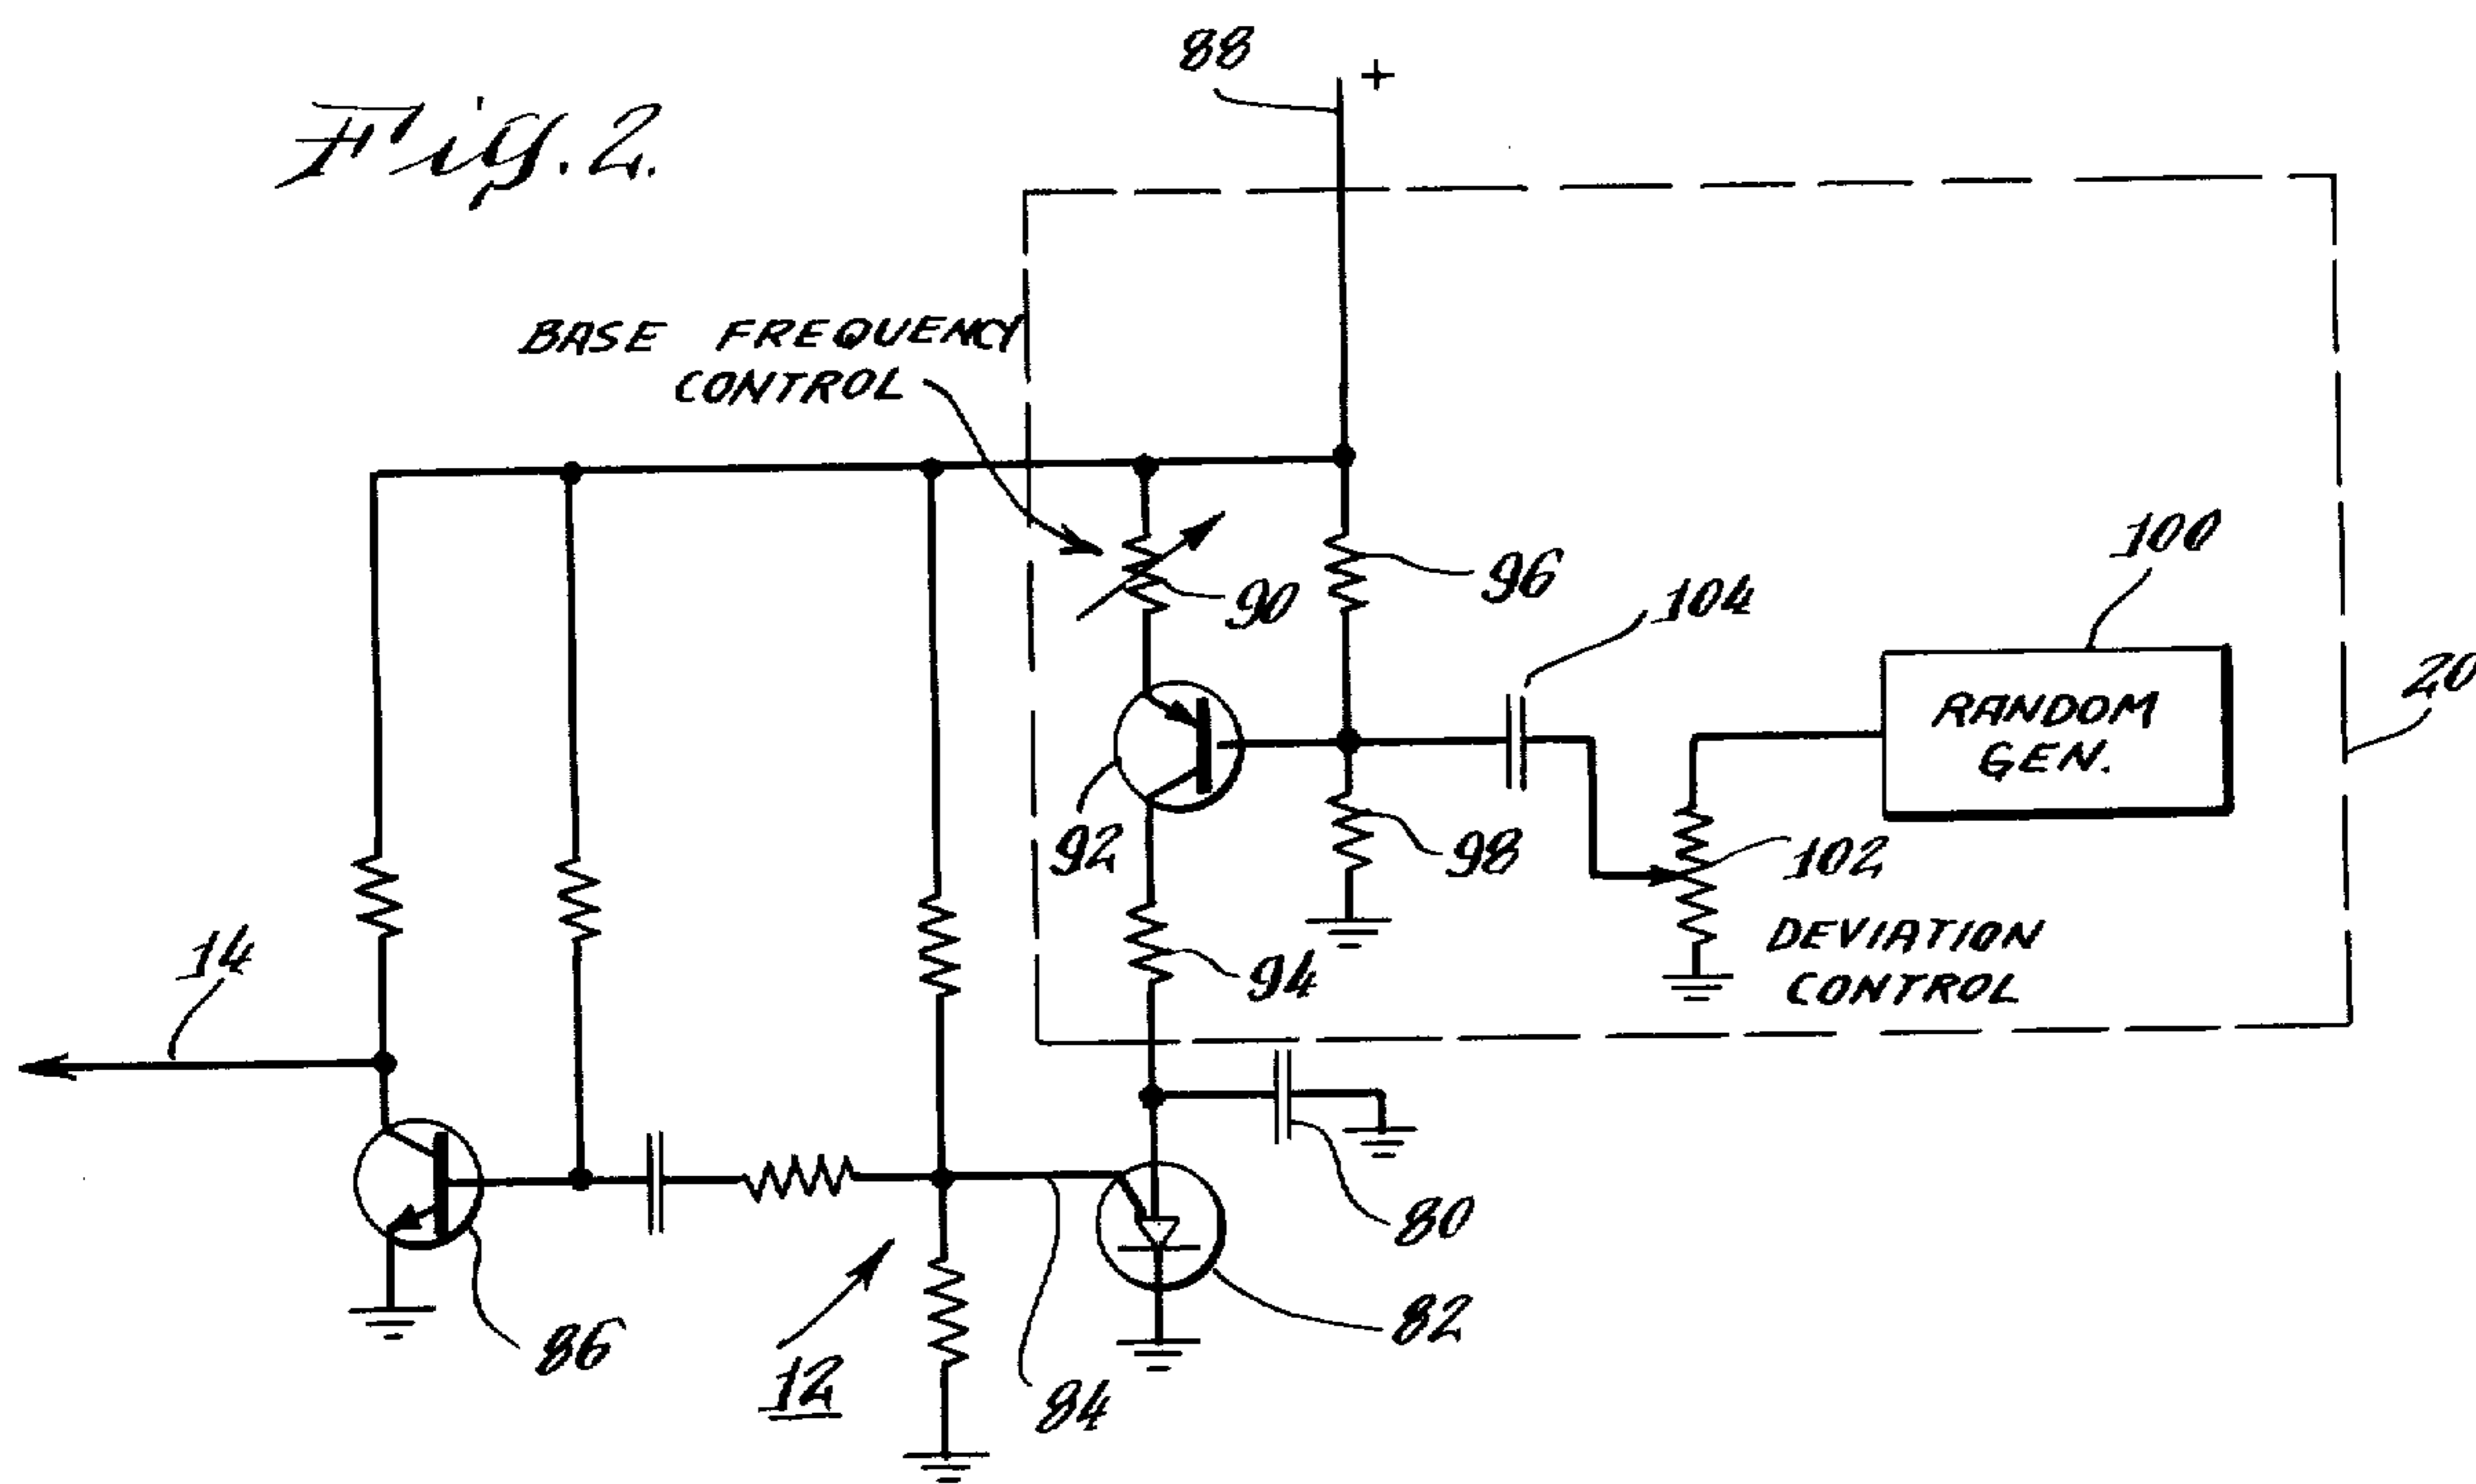 Fig. 2.
88
+
BASE FREQUENCY
CONTROL
100
96
104
90
RANDOM
GEN.
20
92
98
102
14
94
DEVIATION
CONTROL
80
86
82
12
84